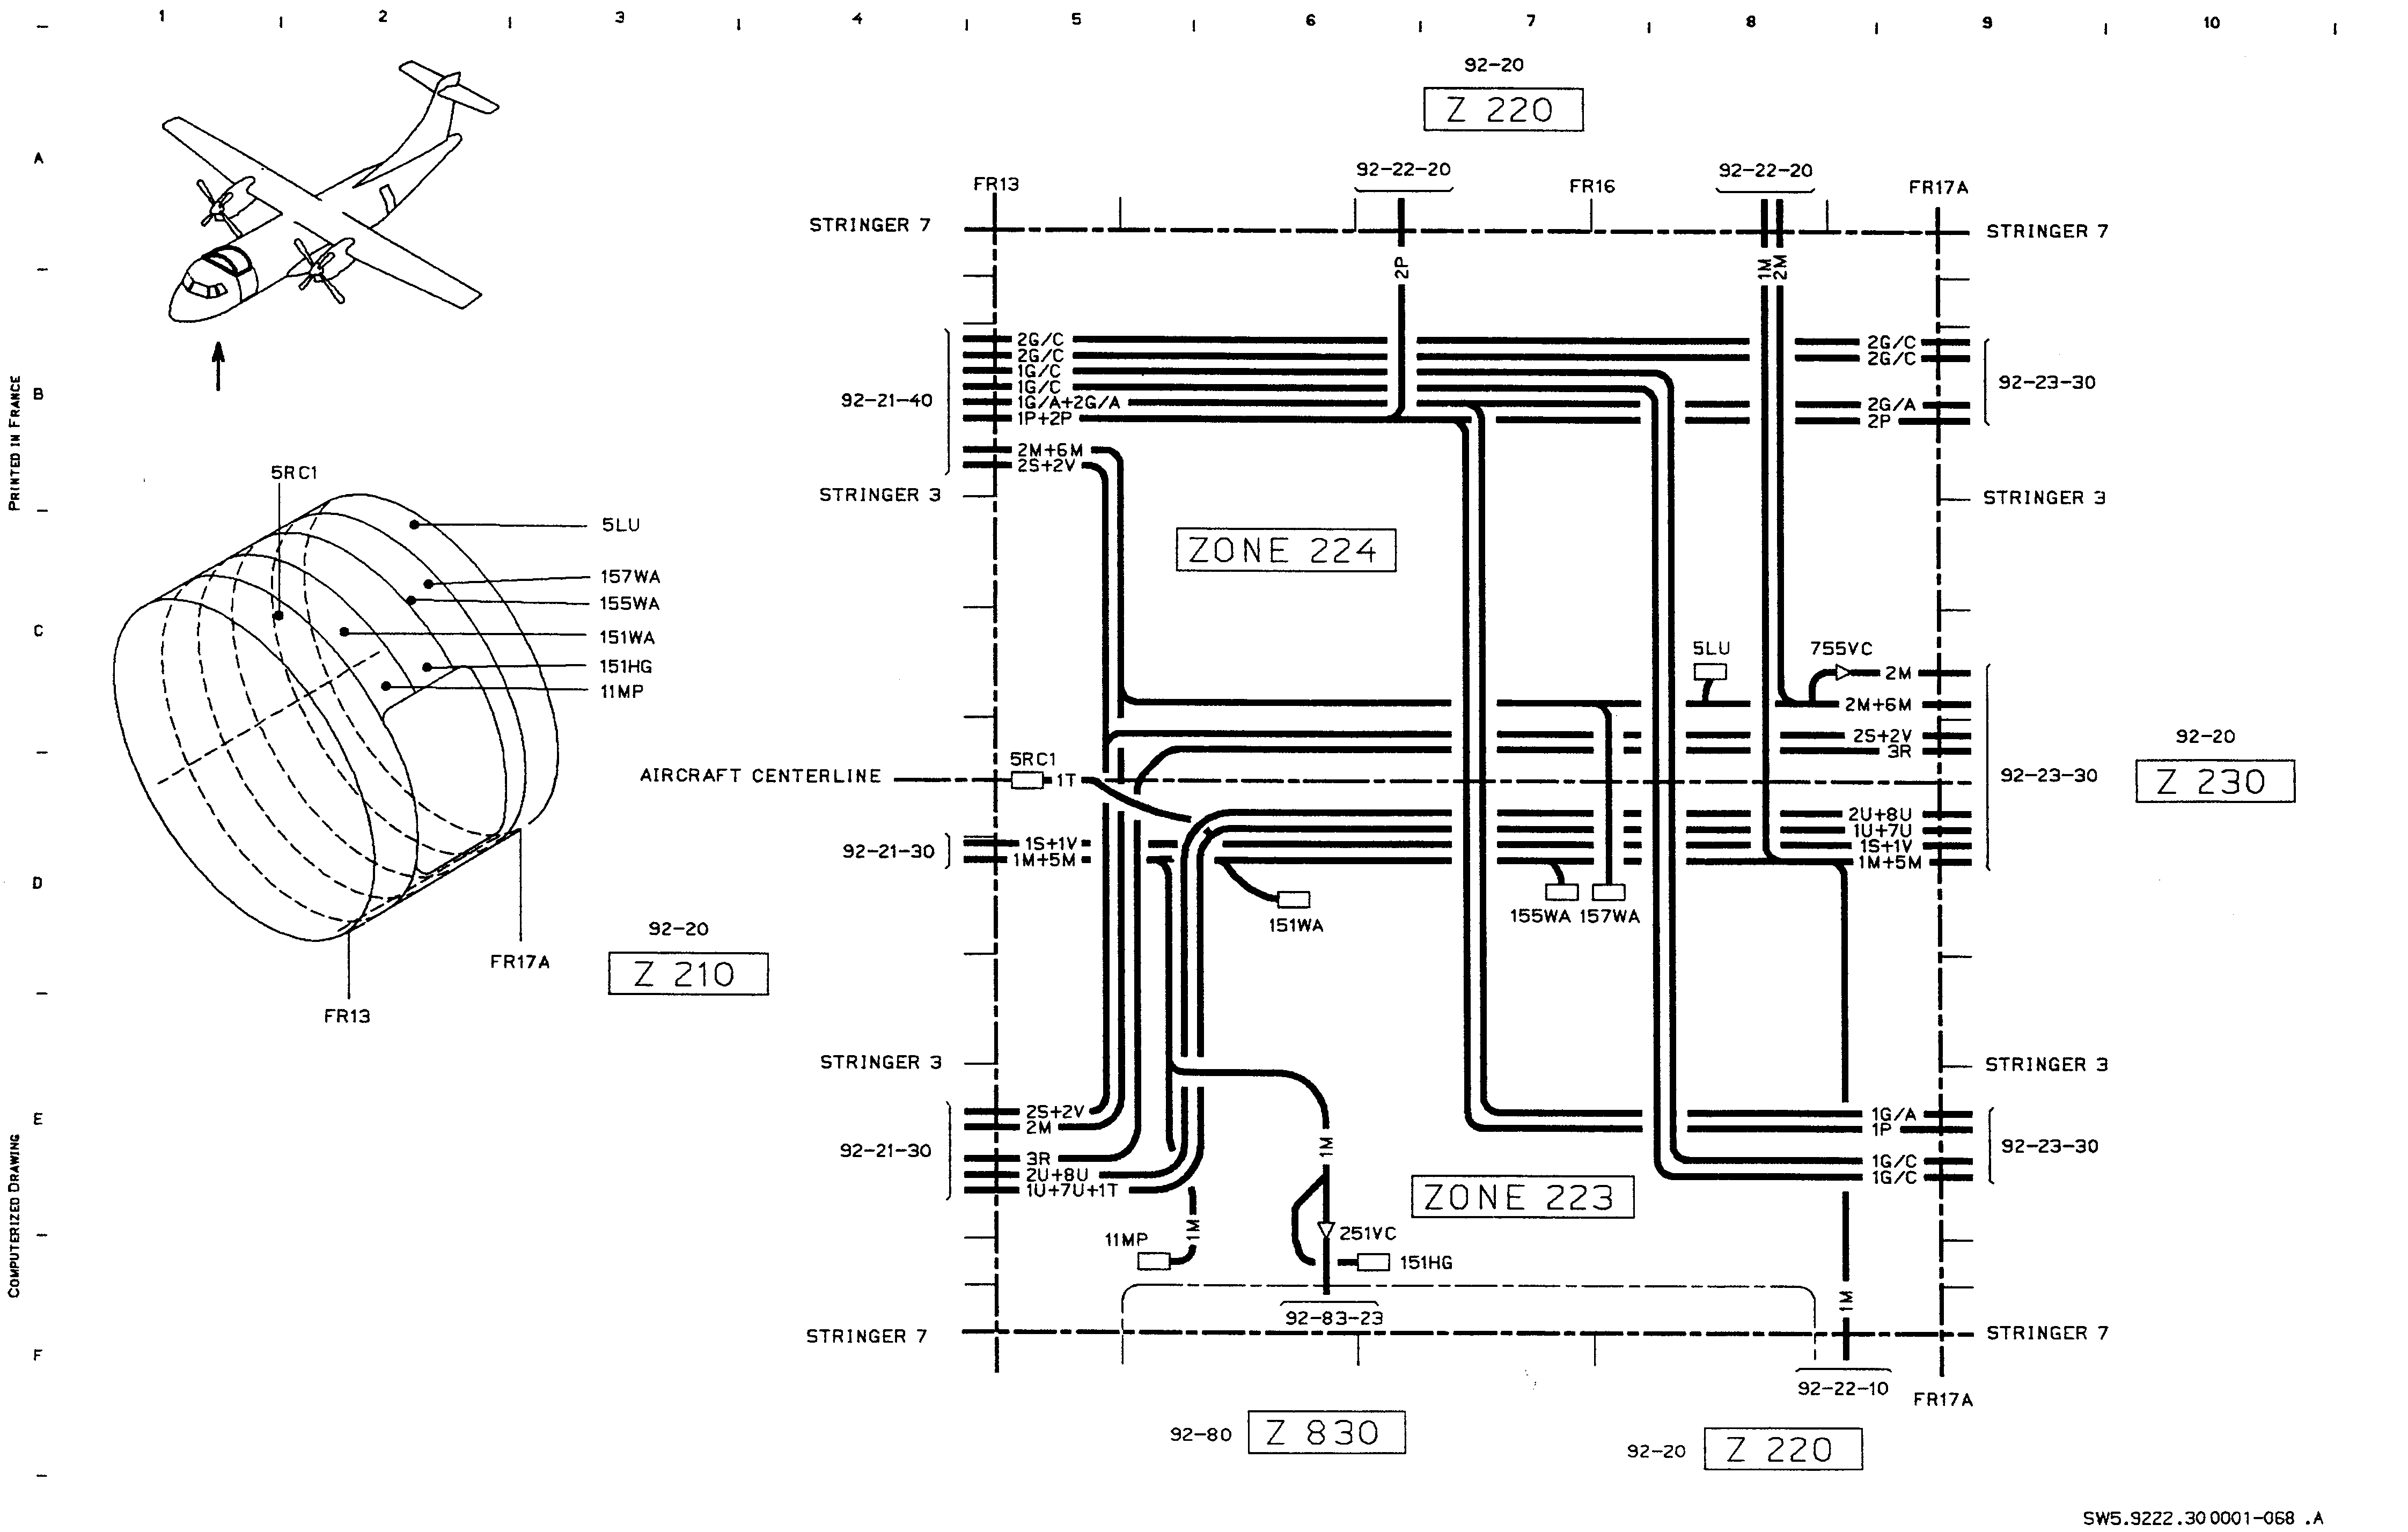 1 2 3 4 5 6 7 8 9 10
A
B
C
D
E
F
PRINTED IN FRANCE
COMPUTERIZED DRAWING
92-20
Z 220
FR13
92-22-20
FR16
92-22-20
FR17A
STRINGER 7
STRINGER 7
2P
1M
2M
92-21-40
2G/C
2G/C
1G/C
1G/C
1G/A+2G/A
1P+2P
2M+6M
2S+2V
2G/C
2G/C
2G/A
2P
92-23-30
STRINGER 3
STRINGER 3
ZONE 224
5RC1
5LU
157WA
155WA
151WA
151HG
11MP
FR17A
FR13
92-20
Z 210
5LU
755VC
2M
2M+6M
2S+2V
3R
92-23-30
92-20
Z 230
AIRCRAFT CENTERLINE
5RC1
1T
2U+8U
1U+7U
1S+1V
1M+5M
92-21-30
1S+1V
1M+5M
151WA
155WA
157WA
STRINGER 3
STRINGER 3
92-21-30
2S+2V
2M
3R
2U+8U
1U+7U+1T
1M
1G/A
1P
1G/C
1G/C
92-23-30
ZONE 223
1M
11MP
251VC
151HG
92-83-23
1M
STRINGER 7
STRINGER 7
92-22-10
FR17A
92-80
Z 830
92-20
Z 220
SW5.9222.300001-068 .A